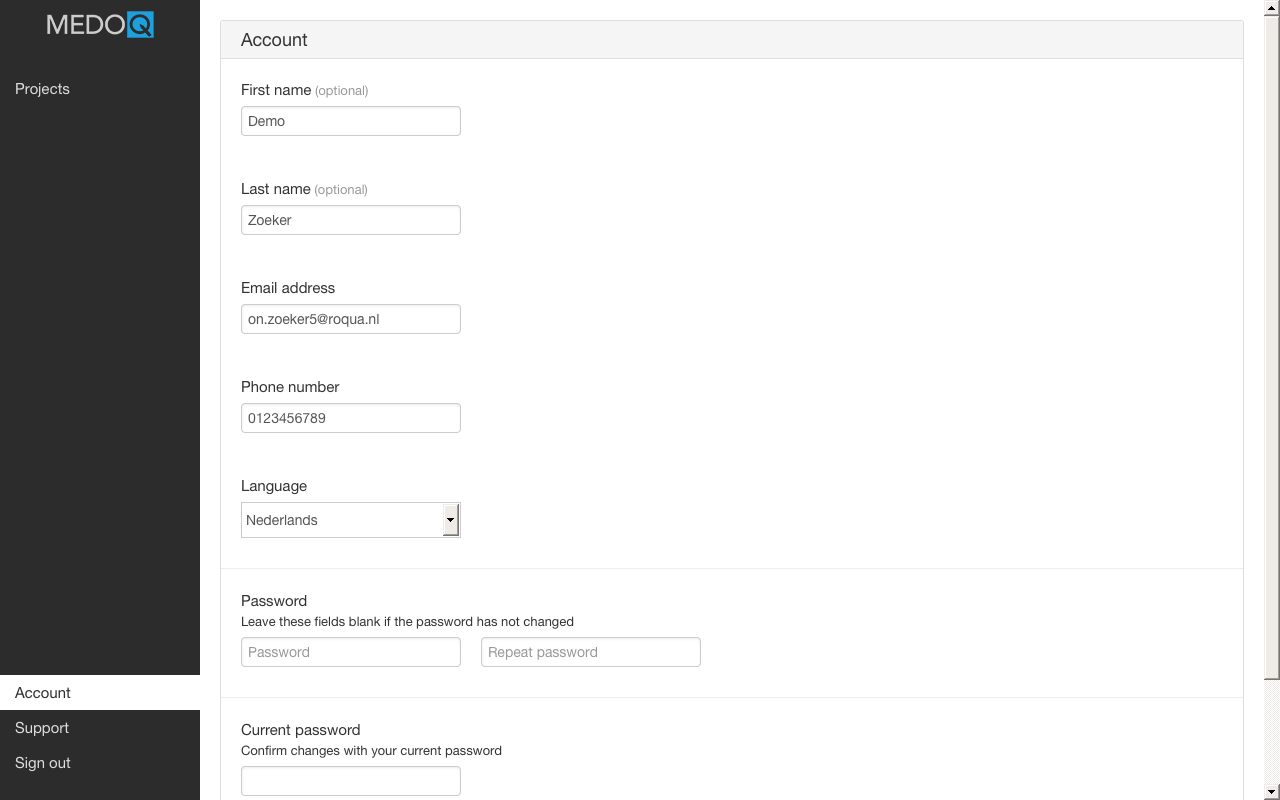 MEDOQ
Projects
Account
Support
Sign out
Account
First name (optional)
Demo
Last name (optional)
Zoeker
Email address
on.zoeker5@roqua.nl
Phone number
0123456789
Language
Nederlands
Password
Leave these fields blank if the password has not changed
Password Repeat password
Current password
Confirm changes with your current password